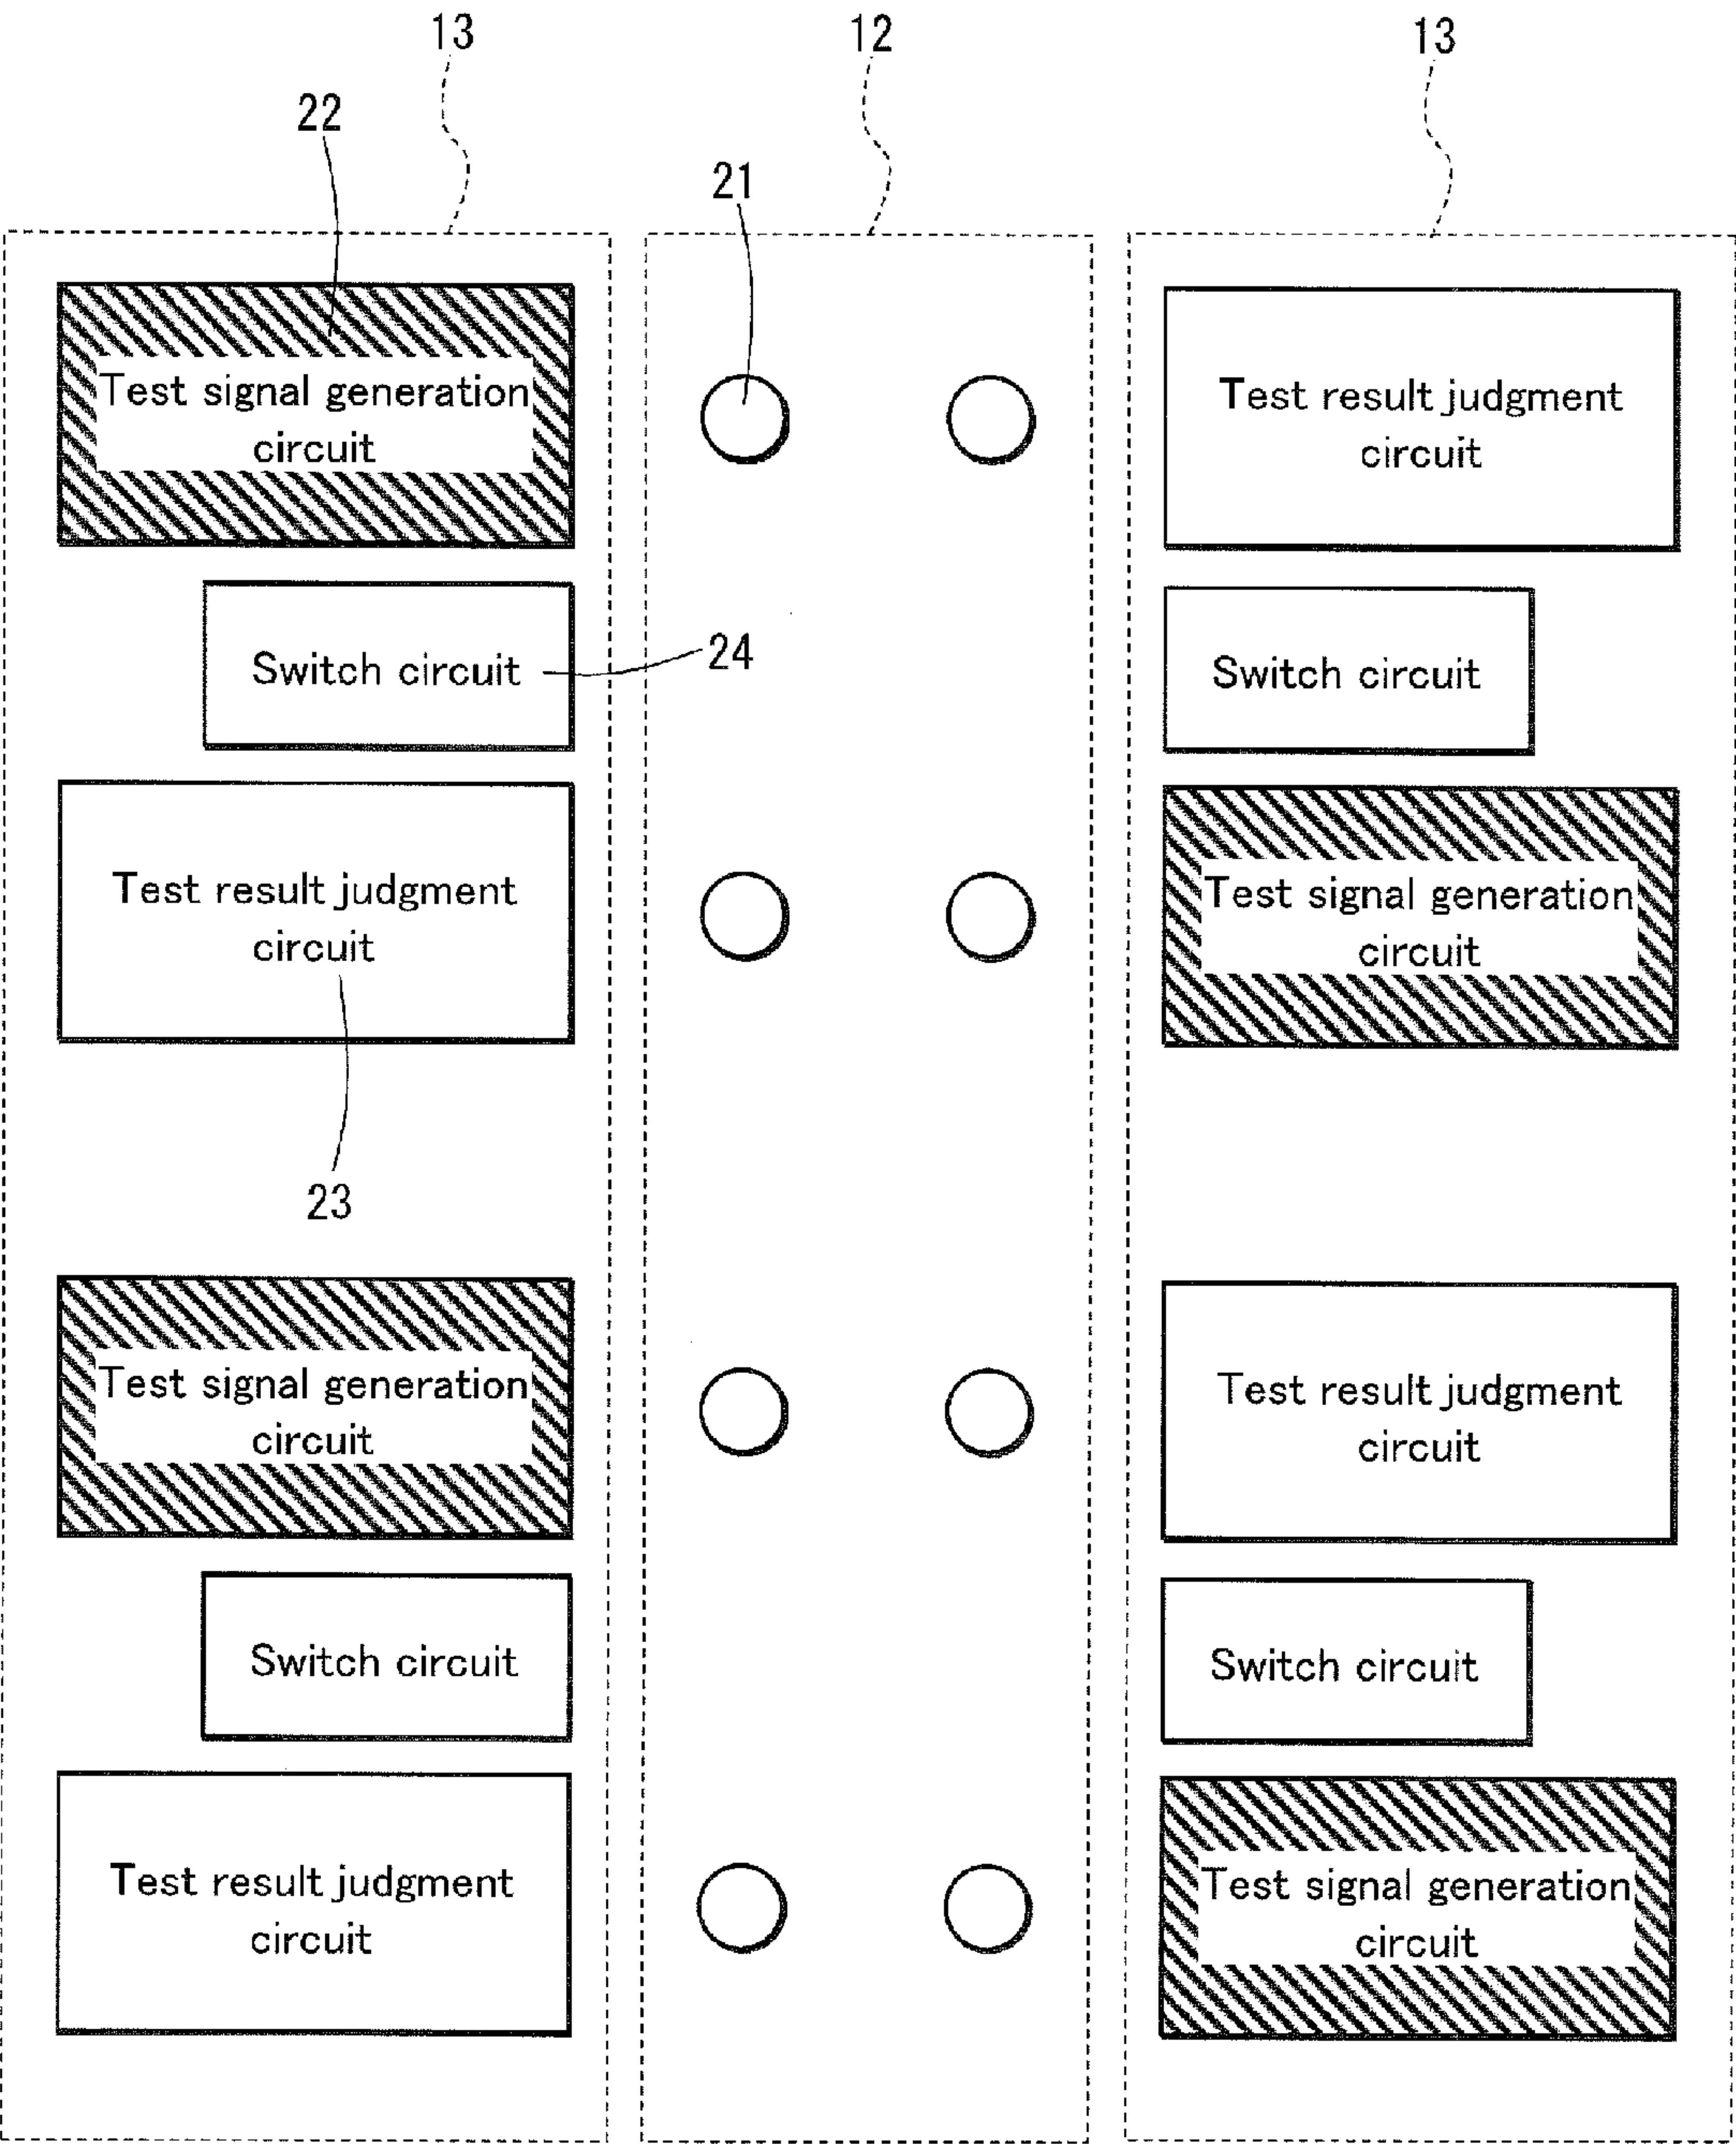 13
12
13
22
21
Test signal generation
circuit
Test result judgment
circuit
Switch circuit
24
Switch circuit
Test result judgment
circuit
Test signal generation
circuit
23
Test signal generation
circuit
Test result judgment
circuit
Switch circuit
Switch circuit
Test result judgment
circuit
Test signal generation
circuit